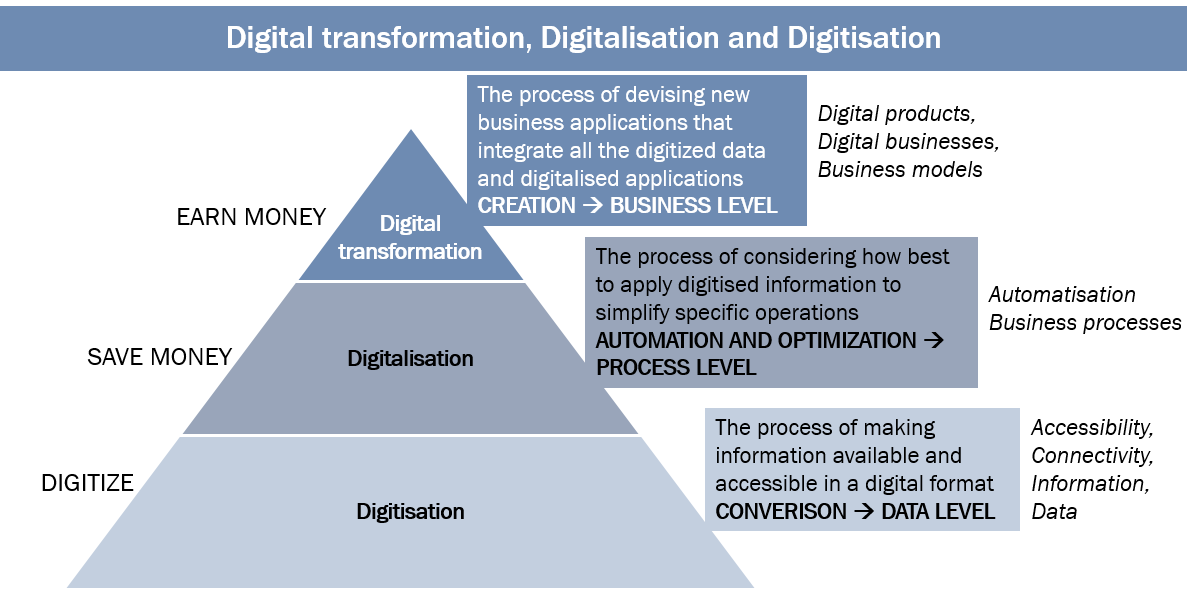 Digital transformation, Digitalisation and Digitisation
The process of devising new
business applications that
integrate all the digitized data
and digitalised applications
CREATION → BUSINESS LEVEL
Digital products,
Digital businesses,
Business models
EARN MONEY
Digital
transformation
The process of considering how best
to apply digitised information to
simplify specific operations
AUTOMATION AND OPTIMIZATION →
PROCESS LEVEL
Automatisation
Business processes
SAVE MONEY
Digitalisation
The process of making
information available and
accessible in a digital format
CONVERISON → DATA LEVEL
Accessibility,
Connectivity,
Information,
Data
DIGITIZE
Digitisation